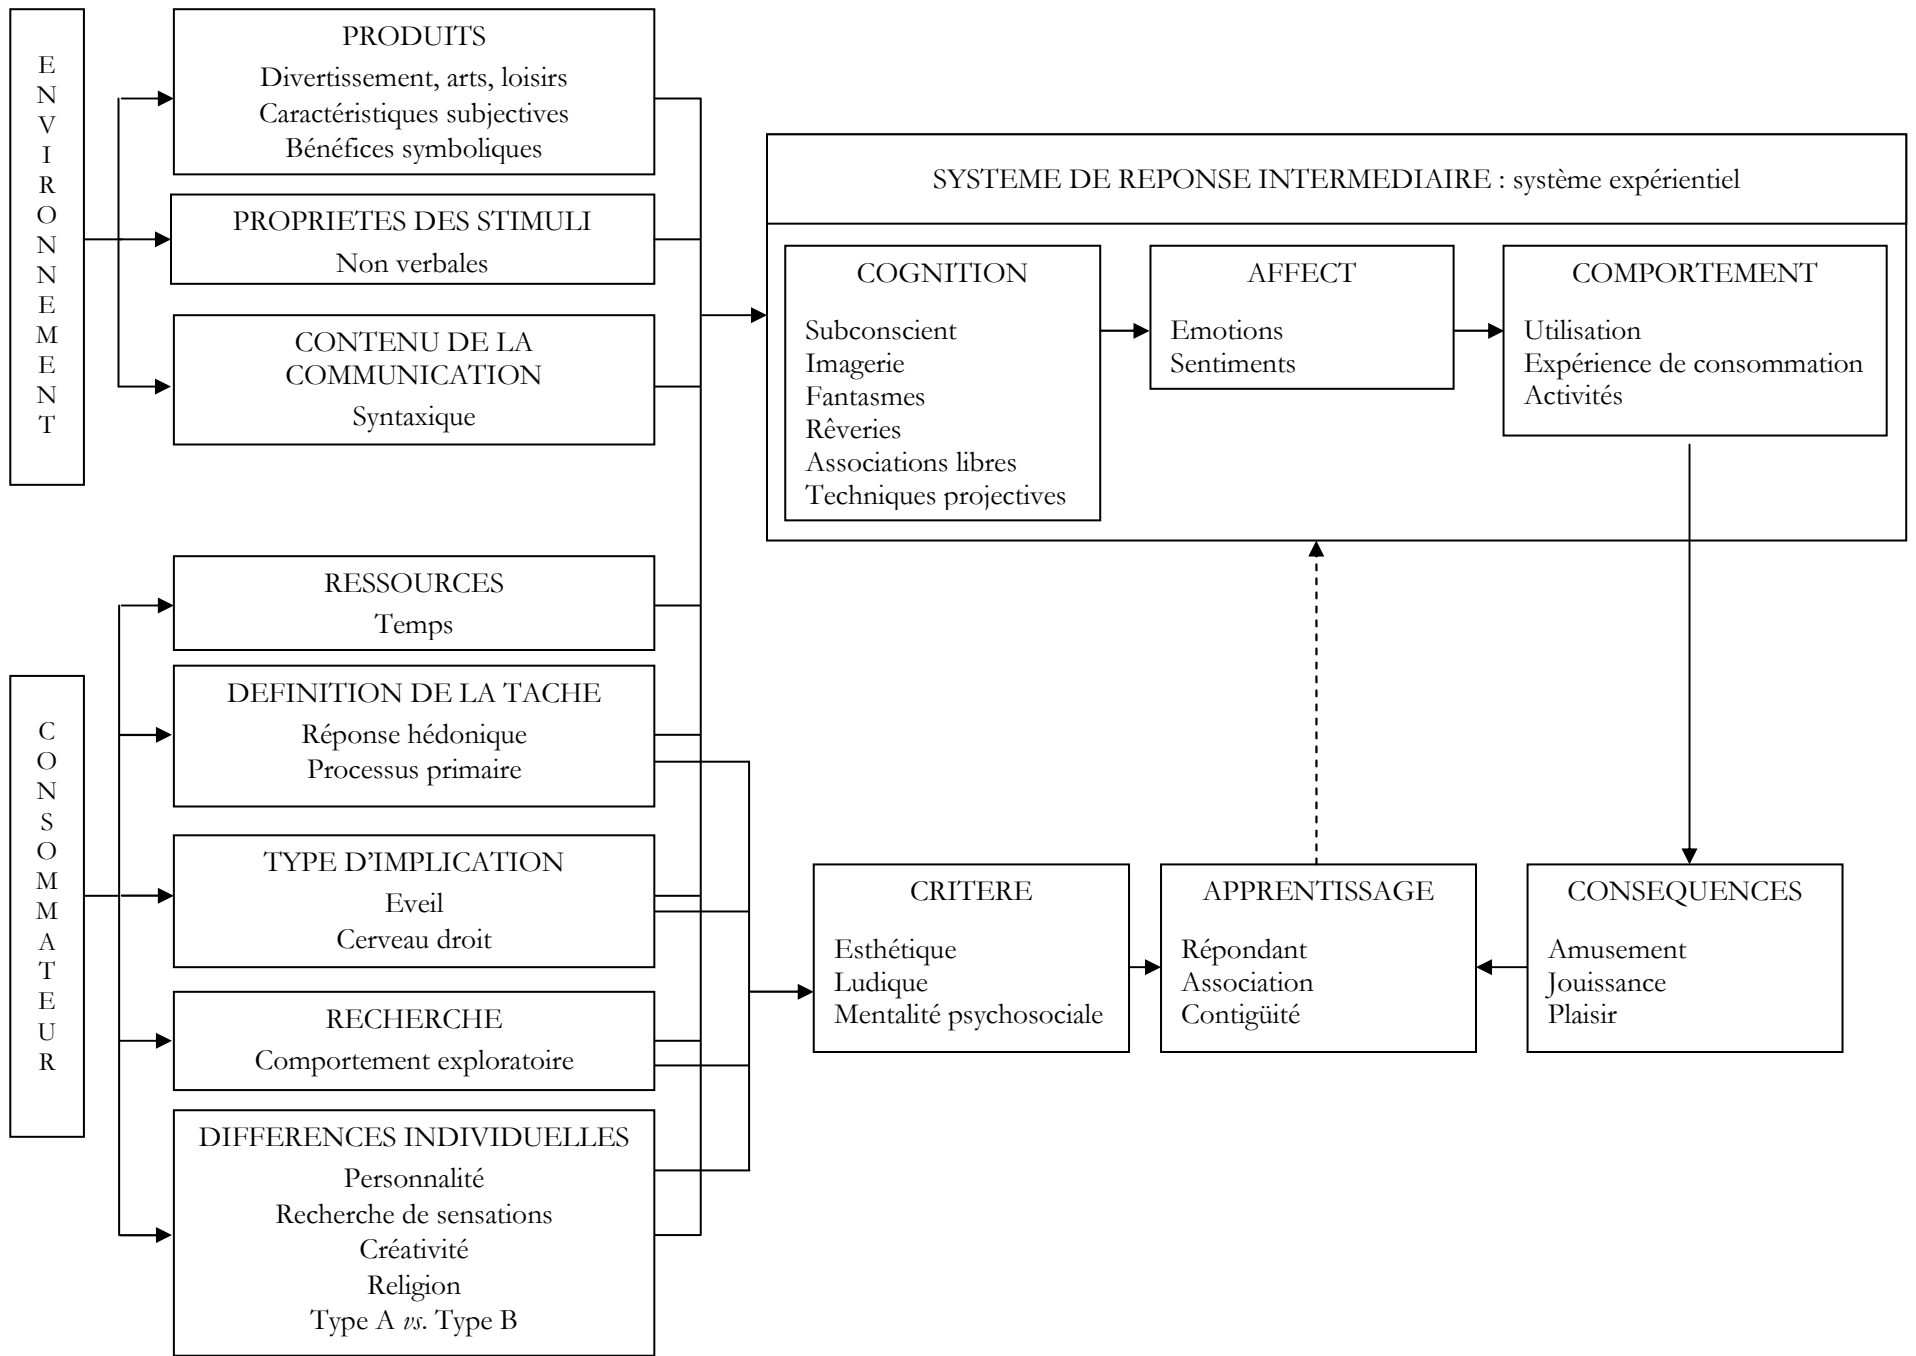 ENVIRONNEMENT
PRODUITS
Divertissement, arts, loisirs
Caractéristiques subjectives
Bénéfices symboliques
PROPRIETES DES STIMULI
Non verbales
CONTENU DE LA
COMMUNICATION
Syntaxique
SYSTEME DE REPONSE INTERMEDIAIRE : système expérientiel
COGNITION
Subconscient
Imagerie
Fantasmes
Rêveries
Associations libres
Techniques projectives
AFFECT
Emotions
Sentiments
COMPORTEMENT
Utilisation
Expérience de consommation
Activités
CONSOMMATEUR
RESSOURCES
Temps
DEFINITION DE LA TACHE
Réponse hédonique
Processus primaire
TYPE D'IMPLICATION
Eveil
Cerveau droit
RECHERCHE
Comportement exploratoire
DIFFERENCES INDIVIDUELLES
Personnalité
Recherche de sensations
Créativité
Religion
Type A vs. Type B
CRITERE
Esthétique
Ludique
Mentalité psychosociale
APPRENTISSAGE
Répondant
Association
Contigüité
CONSEQUENCES
Amusement
Jouissance
Plaisir